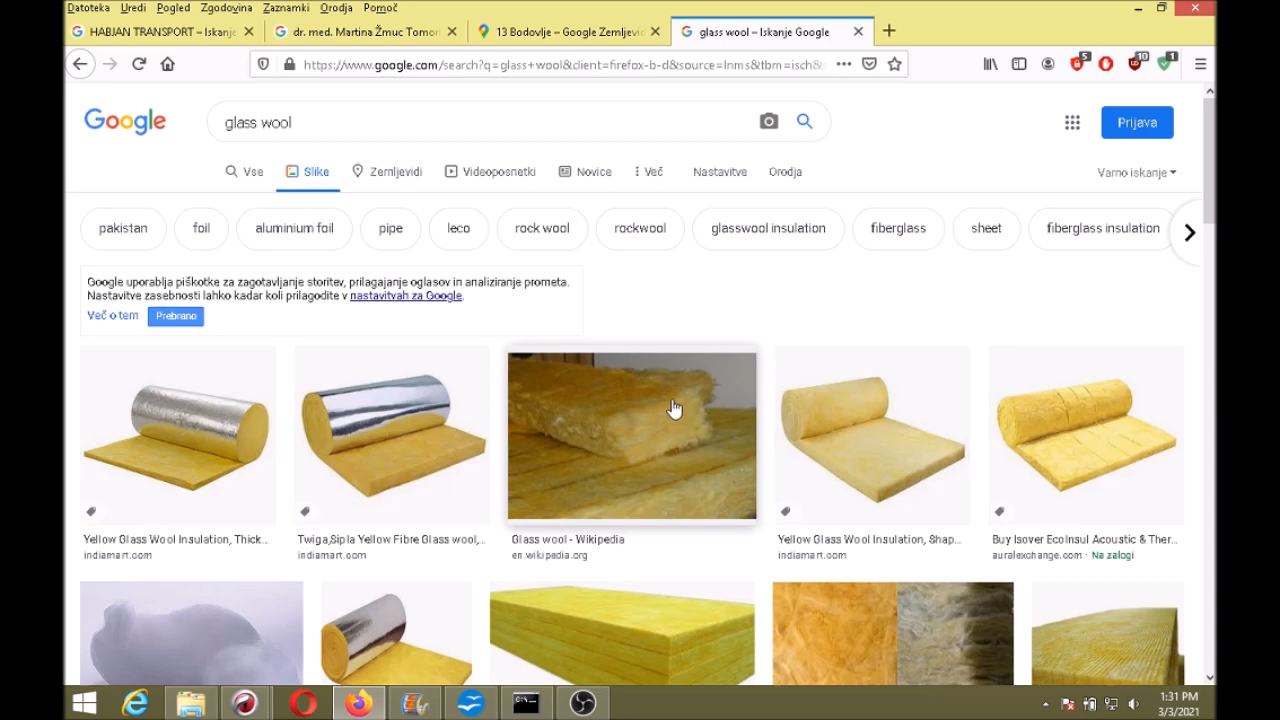 Datoteka Uredi Pogled Zgodovina Zaznamki Orodja Pomoč
HABJAN TRANSPORT – Iskanje
dr. med. Martina Žmuc Tomor
13 Bodovlje – Google Zemljevid
glass wool – Iskanje Google
https://www.google.com/search?q=glass+wool&client=firefox-b-d&source=lnms&tbm=isch&
5
10
1
Google
glass wool
Prijava
Vse Slike Zemljevidi Videoposnetki Novice Več Nastavitve Orodja
Varno iskanje
pakistan foil aluminium foil pipe leco rock wool rockwool glasswool insulation fiberglass sheet fiberglass insulation
Google uporablja piškotke za zagotavljanje storitev, prilagajanje oglasov in analiziranje prometa.
Nastavitve zasebnosti lahko kadar koli prilagodite v nastavitvah za Google.
Več o tem Prebrano
Yellow Glass Wool Insulation, Thick...
indiamart.com
Twiga,Sipla Yellow Fibre Glass wool,...
indiamart.com
Glass wool - Wikipedia
en.wikipedia.org
Yellow Glass Wool Insulation, Shap...
indiamart.com
Buy Isover EcoInsul Acoustic & Ther...
auralexchange.com · Na zalogi
1:31 PM
3/3/2021